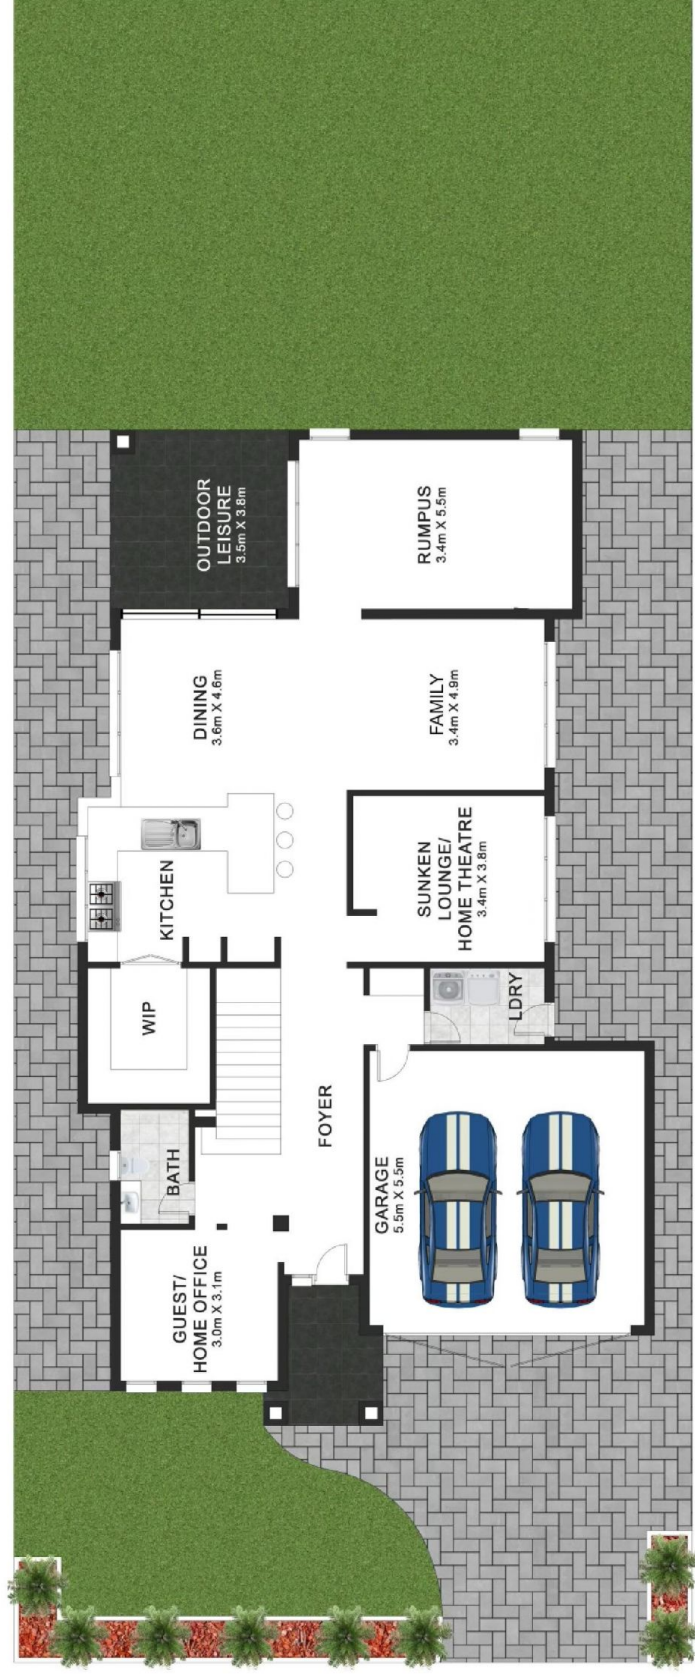 OUTDOOR
LEISURE
3.5m X 3.8m
RUMPUS
3.4m X 5.5m
DINING
3.6m X 4.6m
FAMILY
3.4m X 4.9m
KITCHEN
SUNKEN
LOUNGE/
HOME THEATRE
3.4m X 3.8m
WIP
LDRY
FOYER
BATH
GARAGE
5.5m X 5.5m
GUEST/
HOME OFFICE
3.0m X 3.1m